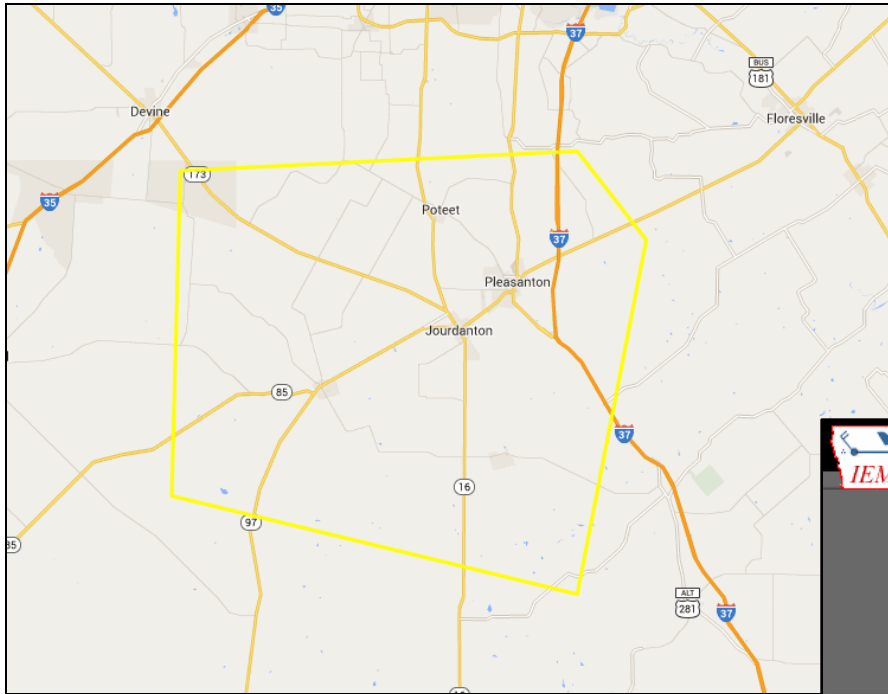 35
37
BUS
181
Devine
Floresville
173
35
Poteet
37
Pleasanton
Jourdanton
85
37
IEM
16
97
85
ALT
281
37